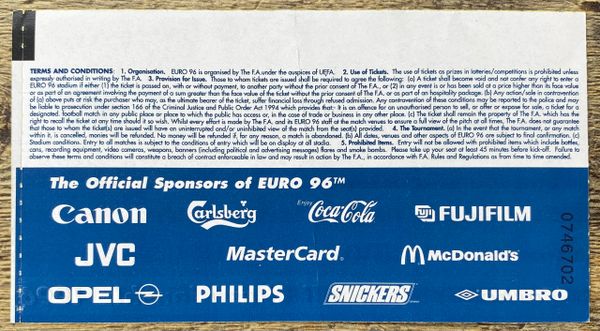 TERMS AND CONDITIONS: 1. Organisation. EURO 96 is organised by The F.A. under the auspices of UEFA. 2. Use of Tickets. The use of tickets as prizes in lotteries/competitions is prohibited unless
expressly authorised in writing by The F.A. 3. Provision for Issue. Those to whom tickets are issued shall be required to agree to the following: (a) A ticket shall become void and not confer any right to enter a
EURO 96 stadium if either (1) the ticket is passed on, with or without payment, to another party without the prior consent of The F.A., or (2) in any event is or has been sold at a price higher than its face value
or as part of an agreement involving the payment of a sum greater than the face value of the ticket without the prior consent of The F.A. or as part of an hospitality package. (b) Any action/sale in contravention
of (a) above puts at risk the purchaser who may, as the ultimate bearer of the ticket, suffer financial loss through refused admission. Any contravention of these conditions may be reported to the police and may
be liable to prosecution under section 166 of the Criminal Justice and Public Order Act 1994 which provides that:- It is an offence for an unauthorised person to sell, or offer or expose for sale, a ticket for a
designated football match in any public place or place to which the public has access or, in the case of trade or business in any other place. (c) The ticket shall remain the property of The F.A. which has the
right to recall the ticket at any time should it so wish. Whilst every effort is made by The F.A. and its EURO 96 staff at the match venues to ensure a full view of the pitch at all times, The F.A. does not guarantee
that those to whom the ticket(s) are issued will have an uninterrupted and/or uninhibited view of the match from the seat(s) provided. 4. The Tournament. (a) In the event that the tournament, or any match
within it, is cancelled, monies will be refunded. No money will be refunded, for any reason, a match is abandoned. (b) All dates, venues and other aspects of EURO 96 are subject to final confirmation. (c)
Stadium conditions. Entry to all matches is subject to the conditions of entry which will be on display at all stadia. 5. Prohibited Items. Entry will not be allowed with prohibited items which include bottles,
cans, recording equipment, video cameras, weapons, banners (including political and advertising messages) flares and smoke bombs. Please take up your seat at least 45 minutes before kick-off. Failure to
observe these terms and conditions will constitute a breach of contract enforceable in law and may result in action by The F.A., in accordance with F.A. Rules and Regulations as from time to time amended.
The Official Sponsors of EURO 96™
Canon Carlsberg Enjoy Coca-Cola FUJI FUJIFILM
JVC MasterCard McDonald's
OPEL PHILIPS SNICKERS UMBRO
0746702